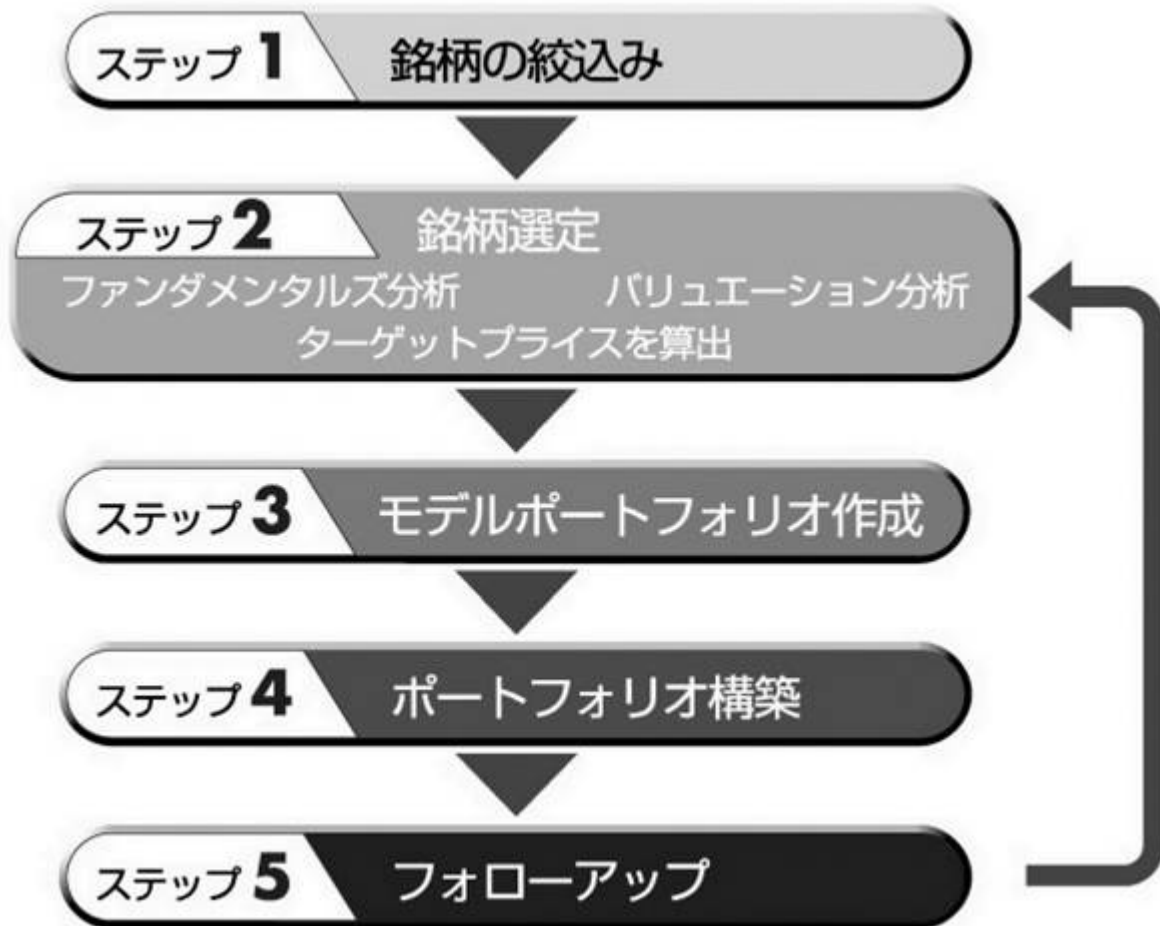 ステップ 1 銘柄の絞込み
ステップ 2 銘柄選定
ファンダメンタルズ分析 バリュエーション分析
ターゲットプライスを算出
ステップ 3 モデルポートフォリオ作成
ステップ 4 ポートフォリオ構築
ステップ 5 フォローアップ